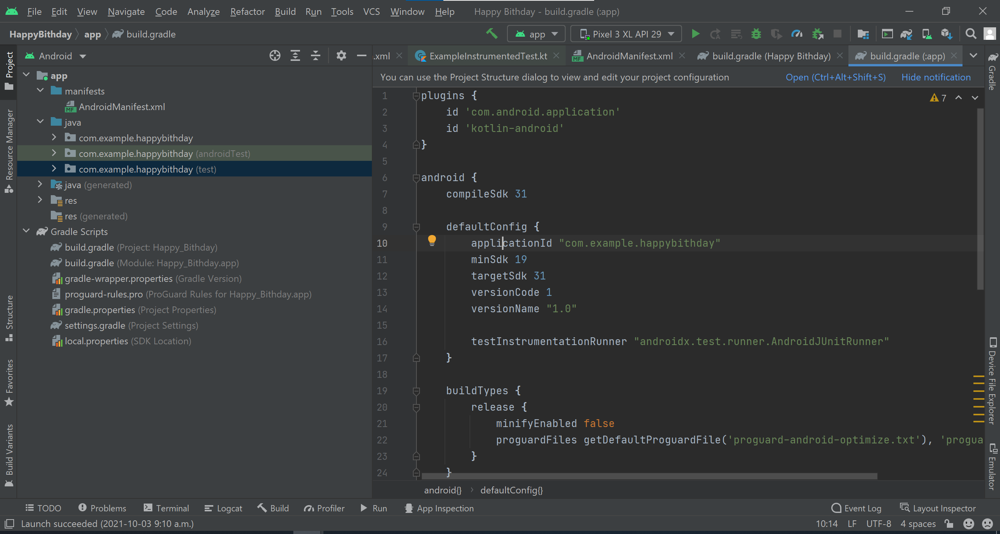 File Edit View Navigate Code Analyze Refactor Build Run Tools VCS Window Help Happy Bithday - build.gradle (:app)
HappyBithday app build.gradle
app Pixel 3 XL API 29
Android
.xml ExampleInstrumentedTest.kt AndroidManifest.xml build.gradle (Happy Bithday) build.gradle (:app)
You can use the Project Structure dialog to view and edit your project configuration Open (Ctrl+Alt+Shift+S) Hide notification
Project
Resource Manager
Structure
Favorites
Build Variants
app
manifests
MF AndroidManifest.xml
java
com.example.happybithday
com.example.happybithday (androidTest)
com.example.happybithday (test)
java (generated)
res
res (generated)
Gradle Scripts
build.gradle (Project: Happy_Bithday)
build.gradle (Module: Happy_Bithday.app)
gradle-wrapper.properties (Gradle Version)
proguard-rules.pro (ProGuard Rules for Happy_Bithday.app)
gradle.properties (Project Properties)
settings.gradle (Project Settings)
local.properties (SDK Location)
7
1 plugins {
2 id 'com.android.application'
3 id 'kotlin-android'
4 }
5
6 android {
7 compileSdk 31
8
9 defaultConfig {
10 applicationId "com.example.happybithday"
11 minSdk 19
12 targetSdk 31
13 versionCode 1
14 versionName "1.0"
15
16 testInstrumentationRunner "androidx.test.runner.AndroidJUnitRunner"
17 }
18
19 buildTypes {
20 release {
21 minifyEnabled false
22 proguardFiles getDefaultProguardFile('proguard-android-optimize.txt'), 'progua
23 }
24 }
android{} defaultConfig{}
Gradle
Device File Explorer
Emulator
TODO Problems Terminal Logcat Build Profiler Run App Inspection Event Log Layout Inspector
Launch succeeded (2021-10-03 9:10 a.m.) 10:14 LF UTF-8 4 spaces